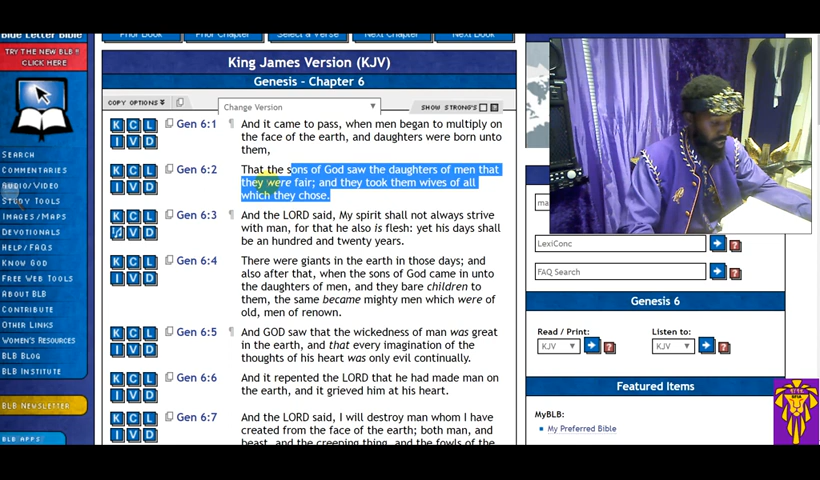 Blue Letter Bible
Prior Book
Prior Chapter
Select a Verse
Next Chapter
Next Book
TRY THE NEW BLB !!
CLICK HERE
SEARCH
COMMENTARIES
AUDIO/VIDEO
STUDY TOOLS
IMAGES/MAPS
DEVOTIONALS
HELP/FAQS
KNOW GOD
FREE WEB TOOLS
ABOUT BLB
CONTRIBUTE
OTHER LINKS
WOMEN'S RESOURCES
BLB BLOG
BLB INSTITUTE
BLB NEWSLETTER
BLB APPS
King James Version (KJV)
Genesis - Chapter 6
COPY OPTIONS
Change Version
SHOW STRONG'S
K C L Gen 6:1 ¶ And it came to pass, when men began to multiply on
I V D the face of the earth, and daughters were born unto
them,
K C L Gen 6:2 That the sons of God saw the daughters of men that
I V D they were fair; and they took them wives of all
which they chose.
K C L Gen 6:3 ¶ And the LORD said, My spirit shall not always strive
V D with man, for that he also is flesh: yet his days shall
be an hundred and twenty years.
K C L Gen 6:4 There were giants in the earth in those days; and
I V D also after that, when the sons of God came in unto
the daughters of men, and they bare children to
them, the same became mighty men which were of
old, men of renown.
K C L Gen 6:5 ¶ And GOD saw that the wickedness of man was great
I V D in the earth, and that every imagination of the
thoughts of his heart was only evil continually.
K C L Gen 6:6 And it repented the LORD that he had made man on
I V D the earth, and it grieved him at his heart.
K C L Gen 6:7 And the LORD said, I will destroy man whom I have
I V D created from the face of the earth; both man, and
beast, and the creeping thing, and the fowls of the
ma
LexiConc
?
FAQ Search
?
Genesis 6
Read / Print:
Listen to:
KJV
?
KJV
?
Featured Items
MyBLB:
My Preferred Bible